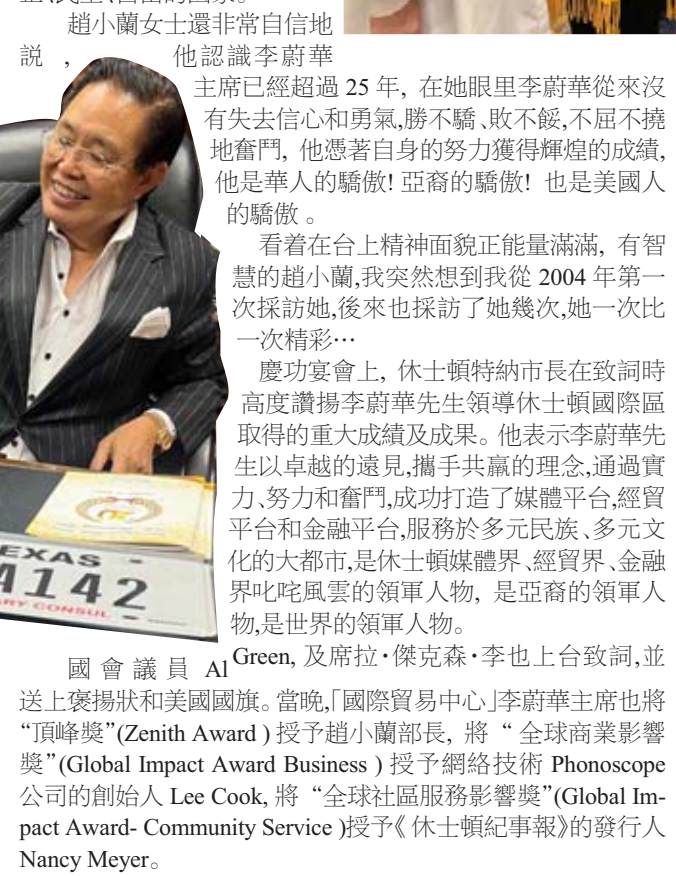 趙小蘭女士還非常自信地
説 , 他認識李蔚華
主席已經超過 25 年, 在她眼里李蔚華從來沒
有失去信心和勇氣,勝不驕、敗不餒,不屈不撓
地奮鬥, 他憑著自身的努力獲得輝煌的成績,
他是華人的驕傲! 亞裔的驕傲! 也是美國人
的驕傲 。
看着在台上精神面貌正能量滿滿, 有智
慧的趙小蘭,我突然想到我從 2004 年第一
次採訪她,後來也採訪了她幾次,她一次比
一次精彩…
慶功宴會上, 休士頓特納市長在致詞時
高度讚揚李蔚華先生領導休士頓國際區
取得的重大成績及成果。他表示李蔚華先
生以卓越的遠見,攜手共贏的理念,通過實
力、努力和奮鬥,成功打造了媒體平台,經貿
平台和金融平台,服務於多元民族、多元文
化的大都市,是休士頓媒體界、經貿界、金融
界叱咤風雲的領軍人物, 是亞裔的領軍人
物,是世界的領軍人物。
EXAS
A142
ARY CONSUL
國 會 議 員 Al Green, 及席拉·傑克森·李也上台致詞,並
送上褒揚狀和美國國旗。當晚,「國際貿易中心」李蔚華主席也將
“頂峰獎”(Zenith Award ) 授予趙小蘭部長, 將 “ 全球商業影響
獎”(Global Impact Award Business ) 授予網絡技術 Phonoscope
公司的創始人 Lee Cook, 將 “全球社區服務影響獎”(Global Im-
pact Award- Community Service )授予《 休士頓紀事報》的發行人
Nancy Meyer。